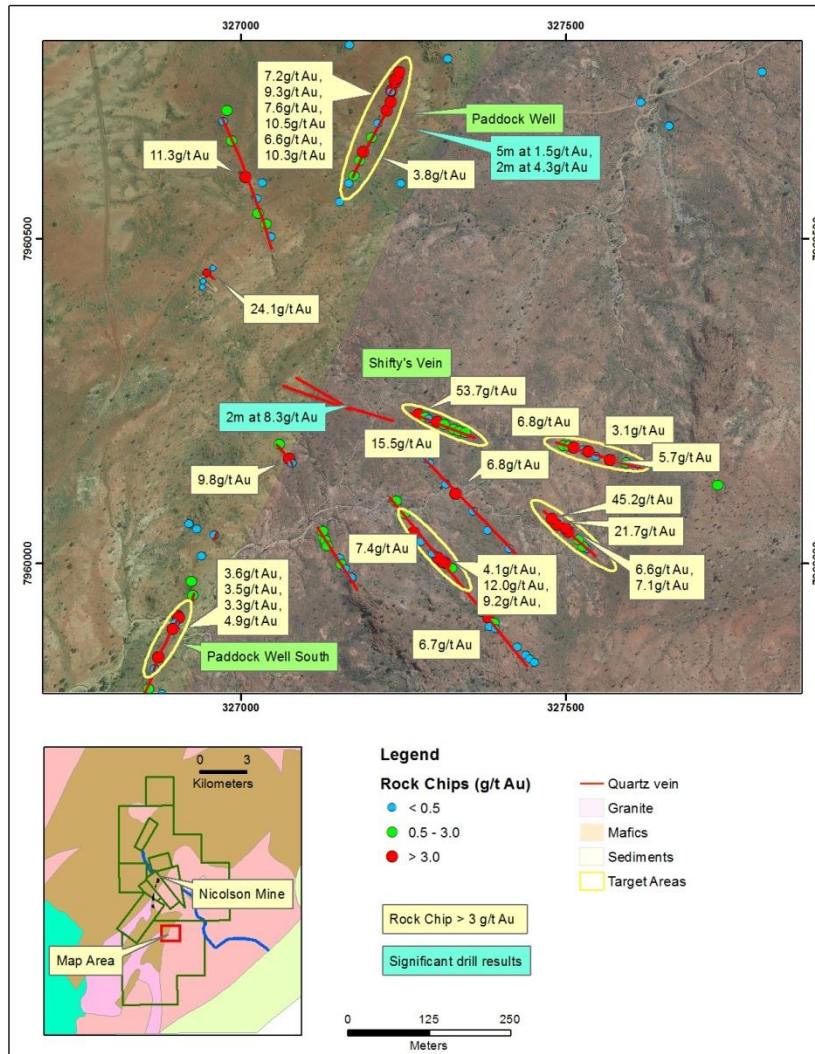 327000
327500
7.2g/t Au,
9.3g/t Au,
7.6g/t Au,
10.5g/t Au,
6.6g/t Au,
10.3g/t Au
Paddock Well
5m at 1.5g/t Au,
2m at 4.3g/t Au
11.3g/t Au
3.8g/t Au
7960500
7960500
24.1g/t Au
Shifty's Vein
53.7g/t Au
2m at 8.3g/t Au
15.5g/t Au
6.8g/t Au
3.1g/t Au
5.7g/t Au
6.8g/t Au
9.8g/t Au
45.2g/t Au
21.7g/t Au
7.4g/t Au
4.1g/t Au,
12.0g/t Au,
9.2g/t Au,
6.6g/t Au,
7.1g/t Au
7960000
7960000
3.6g/t Au,
3.5g/t Au,
3.3g/t Au,
4.9g/t Au
6.7g/t Au
Paddock Well South
327000
327500
0 3
Kilometers
Nicolson Mine
Map Area
Legend
Rock Chips (g/t Au)
< 0.5
0.5 - 3.0
> 3.0
Quartz vein
Granite
Mafics
Sediments
Target Areas
Rock Chip > 3 g/t Au
Significant drill results
0 125 250
Meters